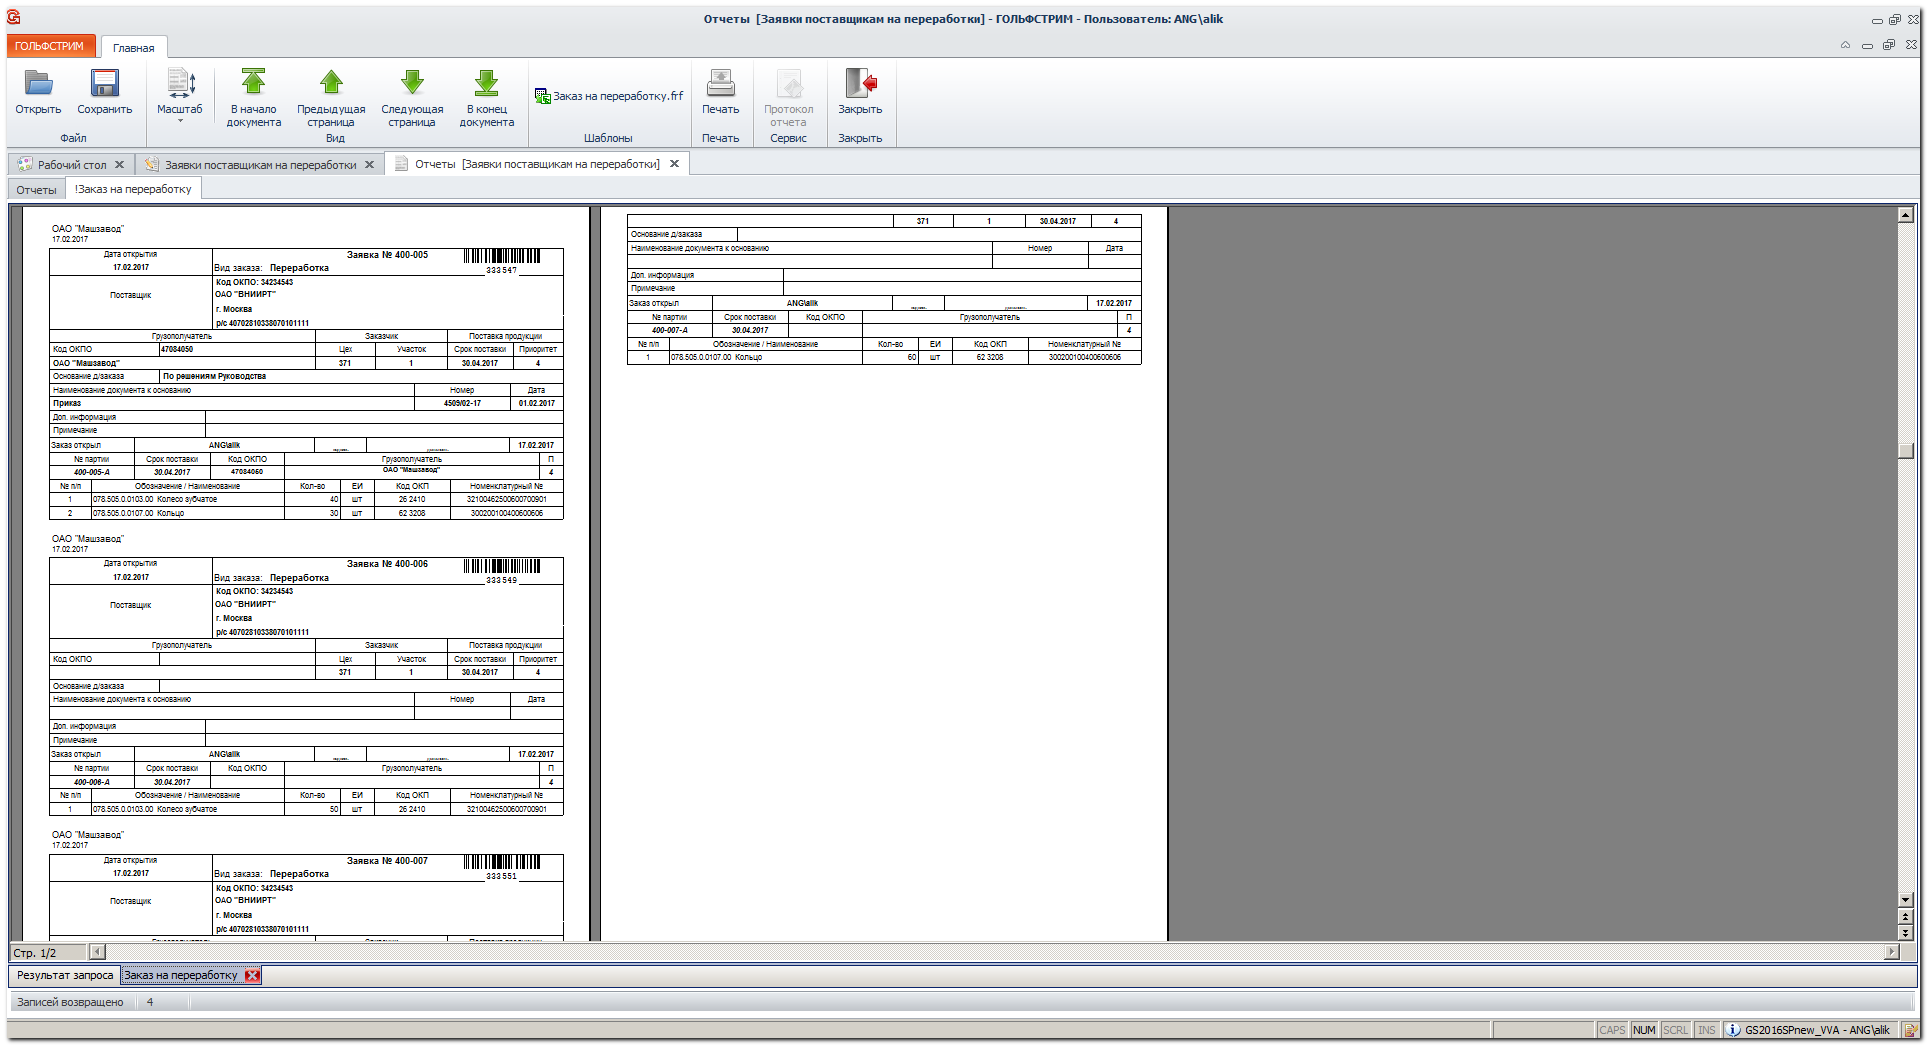 Отчеты [Заявки поставщикам на переработки] - ГОЛЬФСТРИМ - Пользователь: ANG\alik
ГОЛЬФСТРИМ Главная
Открыть Сохранить Масштаб В начало документа Предыдущая страница Следующая страница В конец документа Заказ на переработку.frf Печать Протокол отчета Закрыть
Файл Вид Шаблоны Печать Сервис Закрыть
Рабочий стол Заявки поставщикам на переработки Отчеты [Заявки поставщикам на переработки]
Отчеты !Заказ на переработку
ОАО "Машзавод"
17.02.2017
Дата открытия Заявка № 400-005
17.02.2017 Вид заказа: Переработка 333547
Код ОКПО: 34234543
Поставщик ОАО "ВНИИРТ"
г. Москва
р/с 40702810338070101111
Грузополучатель Заказчик Поставка продукции
Код ОКПО 47084050 Цех Участок Срок поставки Приоритет
ОАО "Машзавод" 371 1 30.04.2017 4
Основание д/заказа По решениям Руководства
Наименование документа к основанию Номер Дата
Приказ 4509/02-17 01.02.2017
Доп. информация
Примечание
Заказ открыл ANG\alik 17.02.2017
№ партии Срок поставки Код ОКПО Грузополучатель П
400-005-А 30.04.2017 47084050 ОАО "Машзавод" 4
№ п/п Обозначение / Наименование Кол-во ЕИ Код ОКП Номенклатурный №
1 078.505.0.0103.00 Колесо зубчатое 40 шт 26 2410 32100462500600700901
2 078.505.0.0107.00 Кольцо 30 шт 62 3208 300200100400600606
ОАО "Машзавод"
17.02.2017
Дата открытия Заявка № 400-006
17.02.2017 Вид заказа: Переработка 333549
Код ОКПО: 34234543
Поставщик ОАО "ВНИИРТ"
г. Москва
р/с 40702810338070101111
Грузополучатель Заказчик Поставка продукции
Код ОКПО Цех Участок Срок поставки Приоритет
371 1 30.04.2017 4
Основание д/заказа
Наименование документа к основанию Номер Дата
Доп. информация
Примечание
Заказ открыл ANG\alik 17.02.2017
№ партии Срок поставки Код ОКПО Грузополучатель П
400-006-А 30.04.2017 4
№ п/п Обозначение / Наименование Кол-во ЕИ Код ОКП Номенклатурный №
1 078.505.0.0103.00 Колесо зубчатое 50 шт 26 2410 32100462500600700901
ОАО "Машзавод"
17.02.2017
Дата открытия Заявка № 400-007
17.02.2017 Вид заказа: Переработка 333551
Код ОКПО: 34234543
Поставщик ОАО "ВНИИРТ"
г. Москва
р/с 40702810338070101111
Грузополучатель Заказчик Поставка продукции
371 1 30.04.2017 4
Основание д/заказа
Наименование документа к основанию Номер Дата
Доп. информация
Примечание
Заказ открыл ANG\alik 17.02.2017
№ партии Срок поставки Код ОКПО Грузополучатель П
400-007-А 30.04.2017 4
№ п/п Обозначение / Наименование Кол-во ЕИ Код ОКП Номенклатурный №
1 078.505.0.0107.00 Кольцо 60 шт 62 3208 300200100400600606
Стр. 1/2
Результат запроса Заказ на переработку
Записей возвращено 4
CAPS NUM SCRL INS GS2016SPnew_VVA - ANG\alik